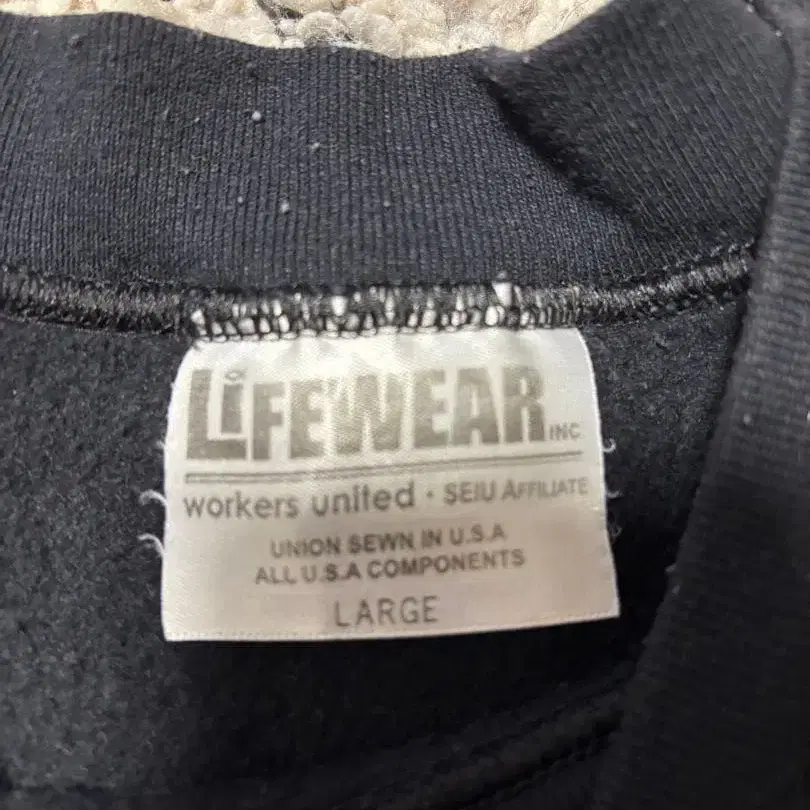 LiFEWEAR INC
workers united · SEIU AFFILIATE
UNION SEWN IN U.S.A
ALL U.S.A COMPONENTS
LARGE